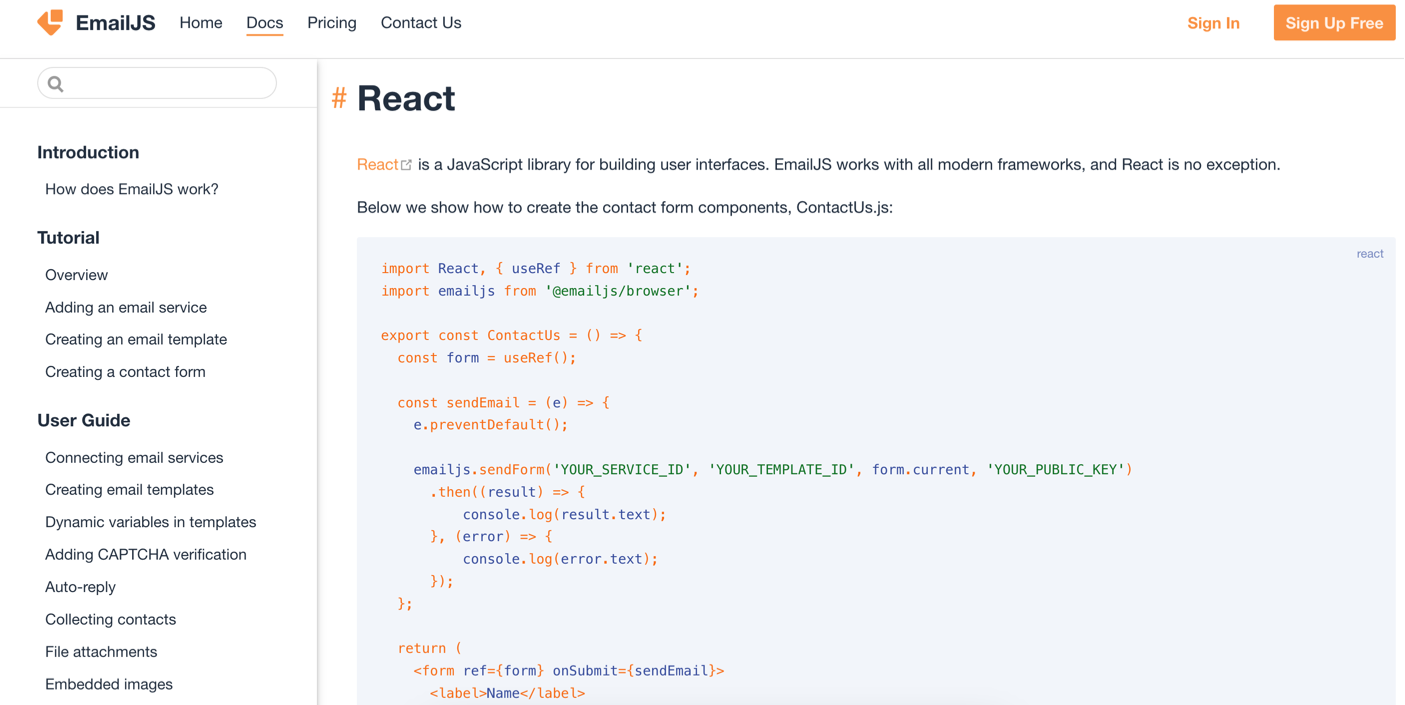 EmailJS Home Docs Pricing Contact Us Sign In Sign Up Free
Introduction
How does EmailJS work?
Tutorial
Overview
Adding an email service
Creating an email template
Creating a contact form
User Guide
Connecting email services
Creating email templates
Dynamic variables in templates
Adding CAPTCHA verification
Auto-reply
Collecting contacts
File attachments
Embedded images
# React
React is a JavaScript library for building user interfaces. EmailJS works with all modern frameworks, and React is no exception.
Below we show how to create the contact form components, ContactUs.js:
react
import React, { useRef } from 'react';
import emailjs from '@emailjs/browser';
export const ContactUs = () => {
  const form = useRef();
  const sendEmail = (e) => {
    e.preventDefault();
    emailjs.sendForm('YOUR_SERVICE_ID', 'YOUR_TEMPLATE_ID', form.current, 'YOUR_PUBLIC_KEY')
      .then((result) => {
          console.log(result.text);
      }, (error) => {
          console.log(error.text);
      });
  };
  return (
    <form ref={form} onSubmit={sendEmail}>
      <label>Name</label>